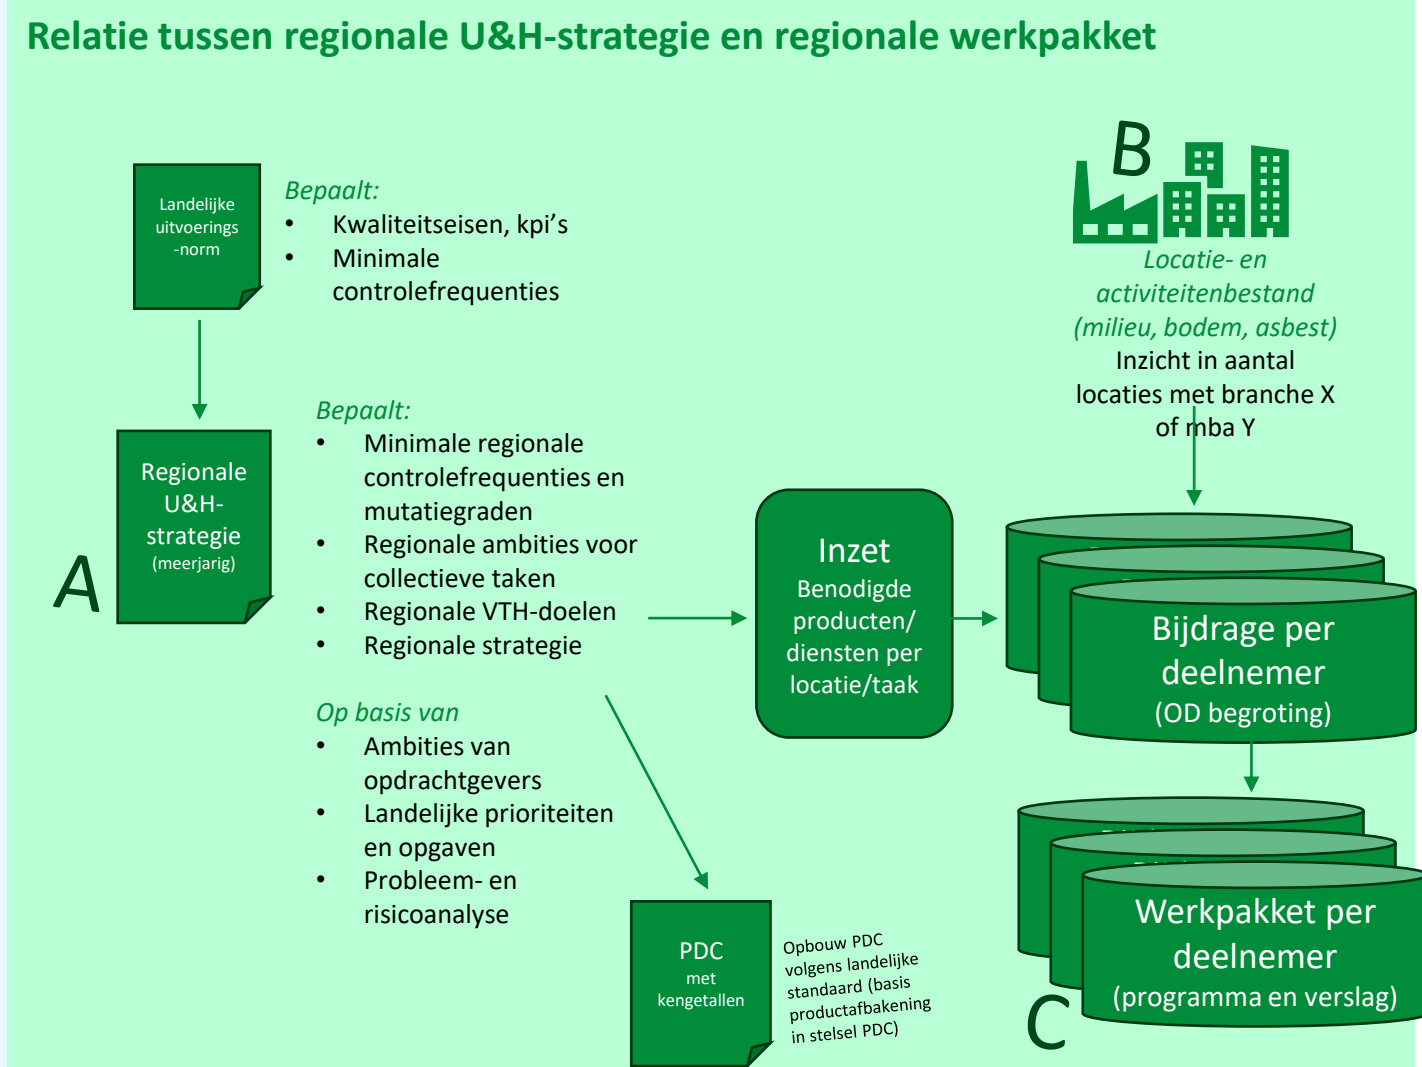 Relatie tussen regionale U&H-strategie en regionale werkpakket
Landelijke
uitvoerings
-norm
Bepaalt:
• Kwaliteitseisen, kpi's
• Minimale
controlefrequenties
B
Locatie- en
activiteitenbestand
(milieu, bodem, asbest)
Inzicht in aantal
locaties met branche X
of mba Y
A
Regionale
U&H-
strategie
(meerjarig)
Bepaalt:
• Minimale regionale
controlefrequenties en
mutatiegraden
• Regionale ambities voor
collectieve taken
• Regionale VTH-doelen
• Regionale strategie
Op basis van
• Ambities van
opdrachtgevers
• Landelijke prioriteiten
en opgaven
• Probleem- en
risicoanalyse
Inzet
Benodigde
producten/
diensten per
locatie/taak
Bijdrage per
deelnemer
(OD begroting)
PDC
met
kengetallen
Opbouw PDC
volgens landelijke
standaard (basis
productafbakening
in stelsel PDC)
Werkpakket per
deelnemer
(programma en verslag)
C